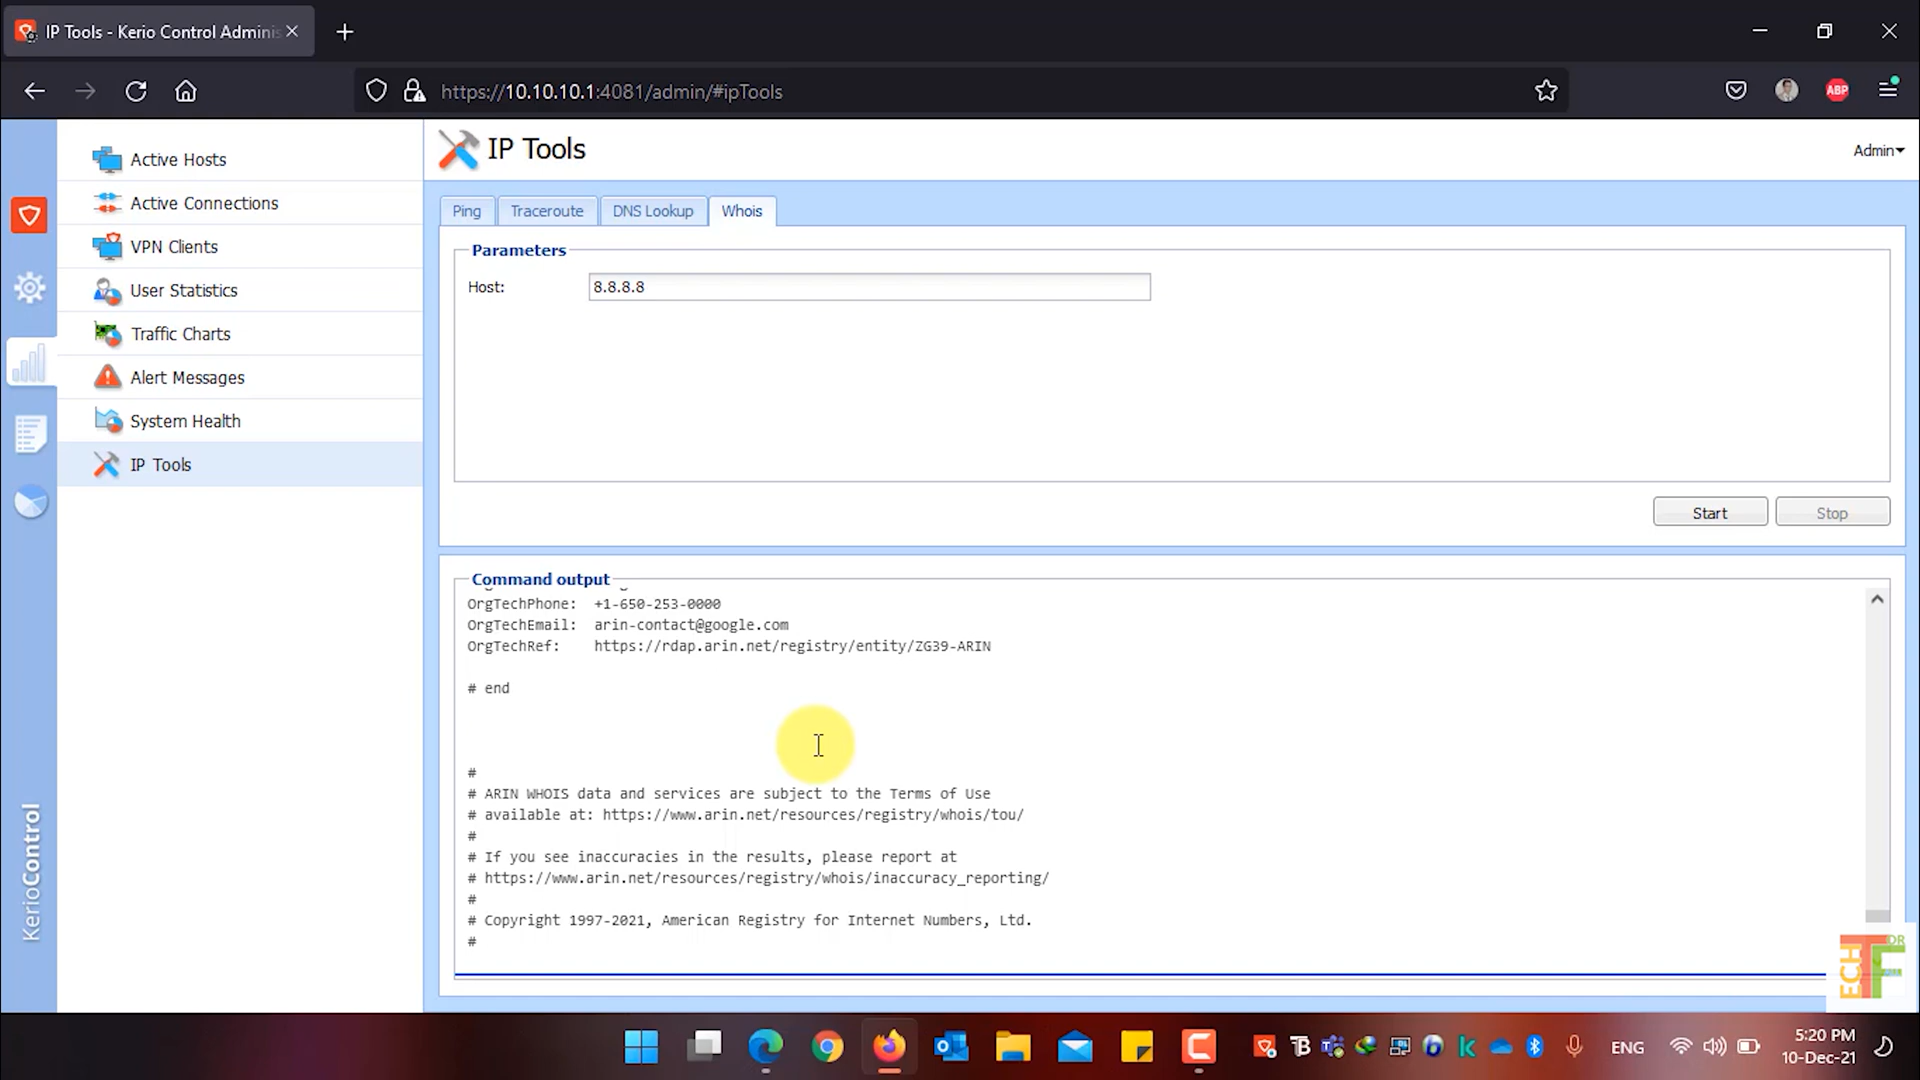 IP Tools - Kerio Control Adminis
https://10.10.10.1:4081/admin/#ipTools
ABP
Active Hosts
Active Connections
VPN Clients
User Statistics
Traffic Charts
Alert Messages
System Health
IP Tools
KerioControl
IP Tools
Admin
Ping
Traceroute
DNS Lookup
Whois
Parameters
Host:
8.8.8.8
Start
Stop
Command output
OrgTechPhone: +1-650-253-0000
OrgTechEmail: arin-contact@google.com
OrgTechRef: https://rdap.arin.net/registry/entity/ZG39-ARIN
# end
#
# ARIN WHOIS data and services are subject to the Terms of Use
# available at: https://www.arin.net/resources/registry/whois/tou/
#
# If you see inaccuracies in the results, please report at
# https://www.arin.net/resources/registry/whois/inaccuracy_reporting/
#
# Copyright 1997-2021, American Registry for Internet Numbers, Ltd.
#
ENG
5:20 PM
10-Dec-21